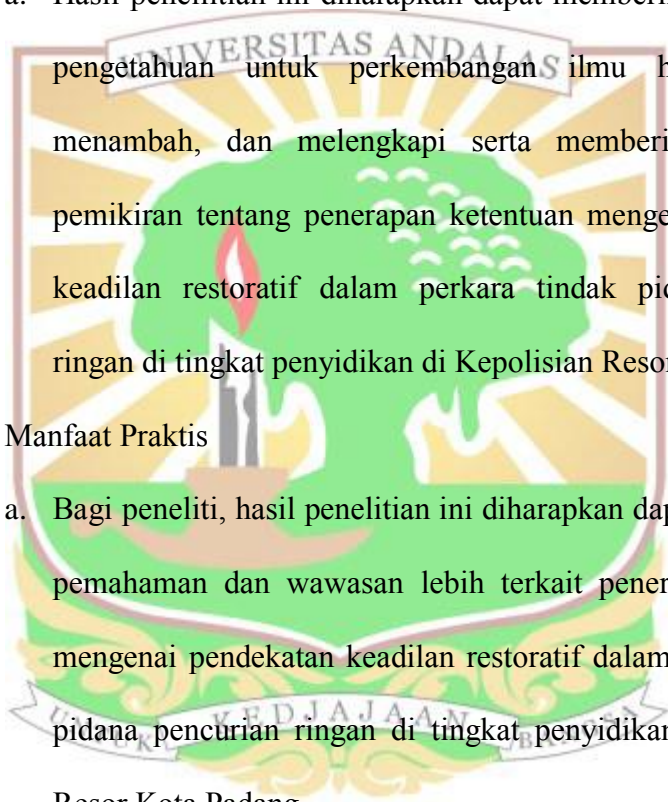 a. Hasil penelitian ini diharapkan dapat memberi
UNIVERSITAS ANDALAS
pengetahuan untuk perkembangan ilmu h
menambah, dan melengkapi serta memberi
pemikiran tentang penerapan ketentuan menge
keadilan restoratif dalam perkara tindak pid
ringan di tingkat penyidikan di Kepolisian Resor
Manfaat Praktis
a. Bagi peneliti, hasil penelitian ini diharapkan dap
pemahaman dan wawasan lebih terkait pener
mengenai pendekatan keadilan restoratif dalam
UNTUK KEDJAJAAN BANGSA
pidana pencurian ringan di tingkat penyidikan
Resor Kota Padang